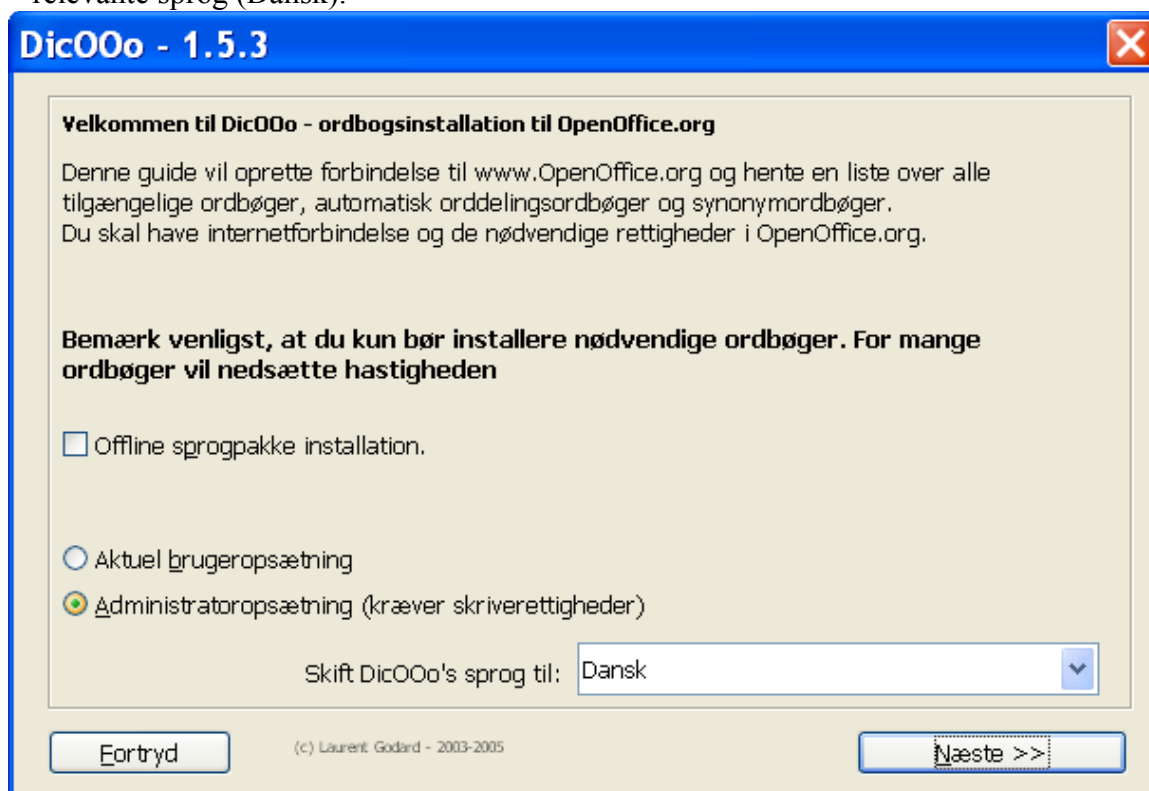 relevante sprog (Dansk).
DicOOo - 1.5.3
Velkommen til DicOOo - ordbogsinstallation til OpenOffice.org
Denne guide vil oprette forbindelse til www.OpenOffice.org og hente en liste over alle
tilgængelige ordbøger, automatisk orddelingsordbøger og synonymordbøger.
Du skal have internetforbindelse og de nødvendige rettigheder i OpenOffice.org.
Bemærk venligst, at du kun bør installere nødvendige ordbøger. For mange
ordbøger vil nedsætte hastigheden
Offline sprogpakke installation.
Aktuel brugeropsætning
Administratoropsætning (kræver skriverettigheder)
Skift DicOOo's sprog til: Dansk
Fortryd
(c) Laurent Godard - 2003-2005
Næste >>